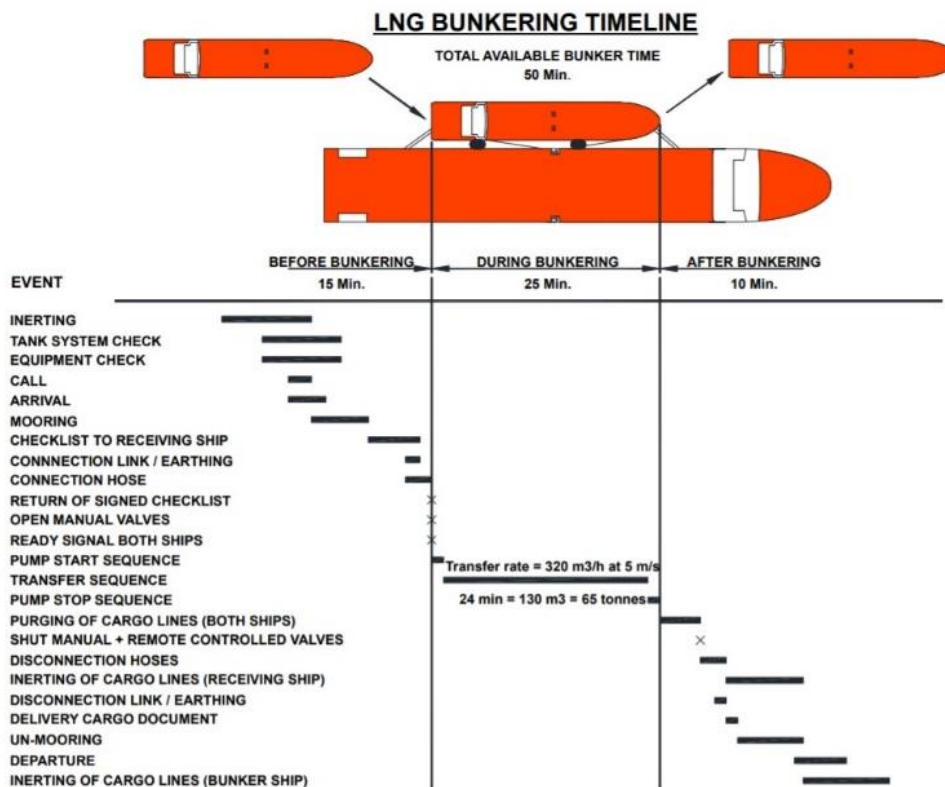 LNG BUNKERING TIMELINE
TOTAL AVAILABLE BUNKER TIME
50 Min.
BEFORE BUNKERING
DURING BUNKERING
AFTER BUNKERING
EVENT
15 Min.
25 Min.
10 Min.
INERTING
TANK SYSTEM CHECK
EQUIPMENT CHECK
CALL
ARRIVAL
MOORING
CHECKLIST TO RECEIVING SHIP
CONNNECTION LINK / EARTHING
CONNECTION HOSE
RETURN OF SIGNED CHECKLIST
OPEN MANUAL VALVES
READY SIGNAL BOTH SHIPS
PUMP START SEQUENCE
Transfer rate = 320 m3/h at 5 m/s
TRANSFER SEQUENCE
PUMP STOP SEQUENCE
24 min = 130 m3 = 65 tonnes
PURGING OF CARGO LINES (BOTH SHIPS)
SHUT MANUAL + REMOTE CONTROLLED VALVES
DISCONNECTION HOSES
INERTING OF CARGO LINES (RECEIVING SHIP)
DISCONNECTION LINK / EARTHING
DELIVERY CARGO DOCUMENT
UN-MOORING
DEPARTURE
INERTING OF CARGO LINES (BUNKER SHIP)